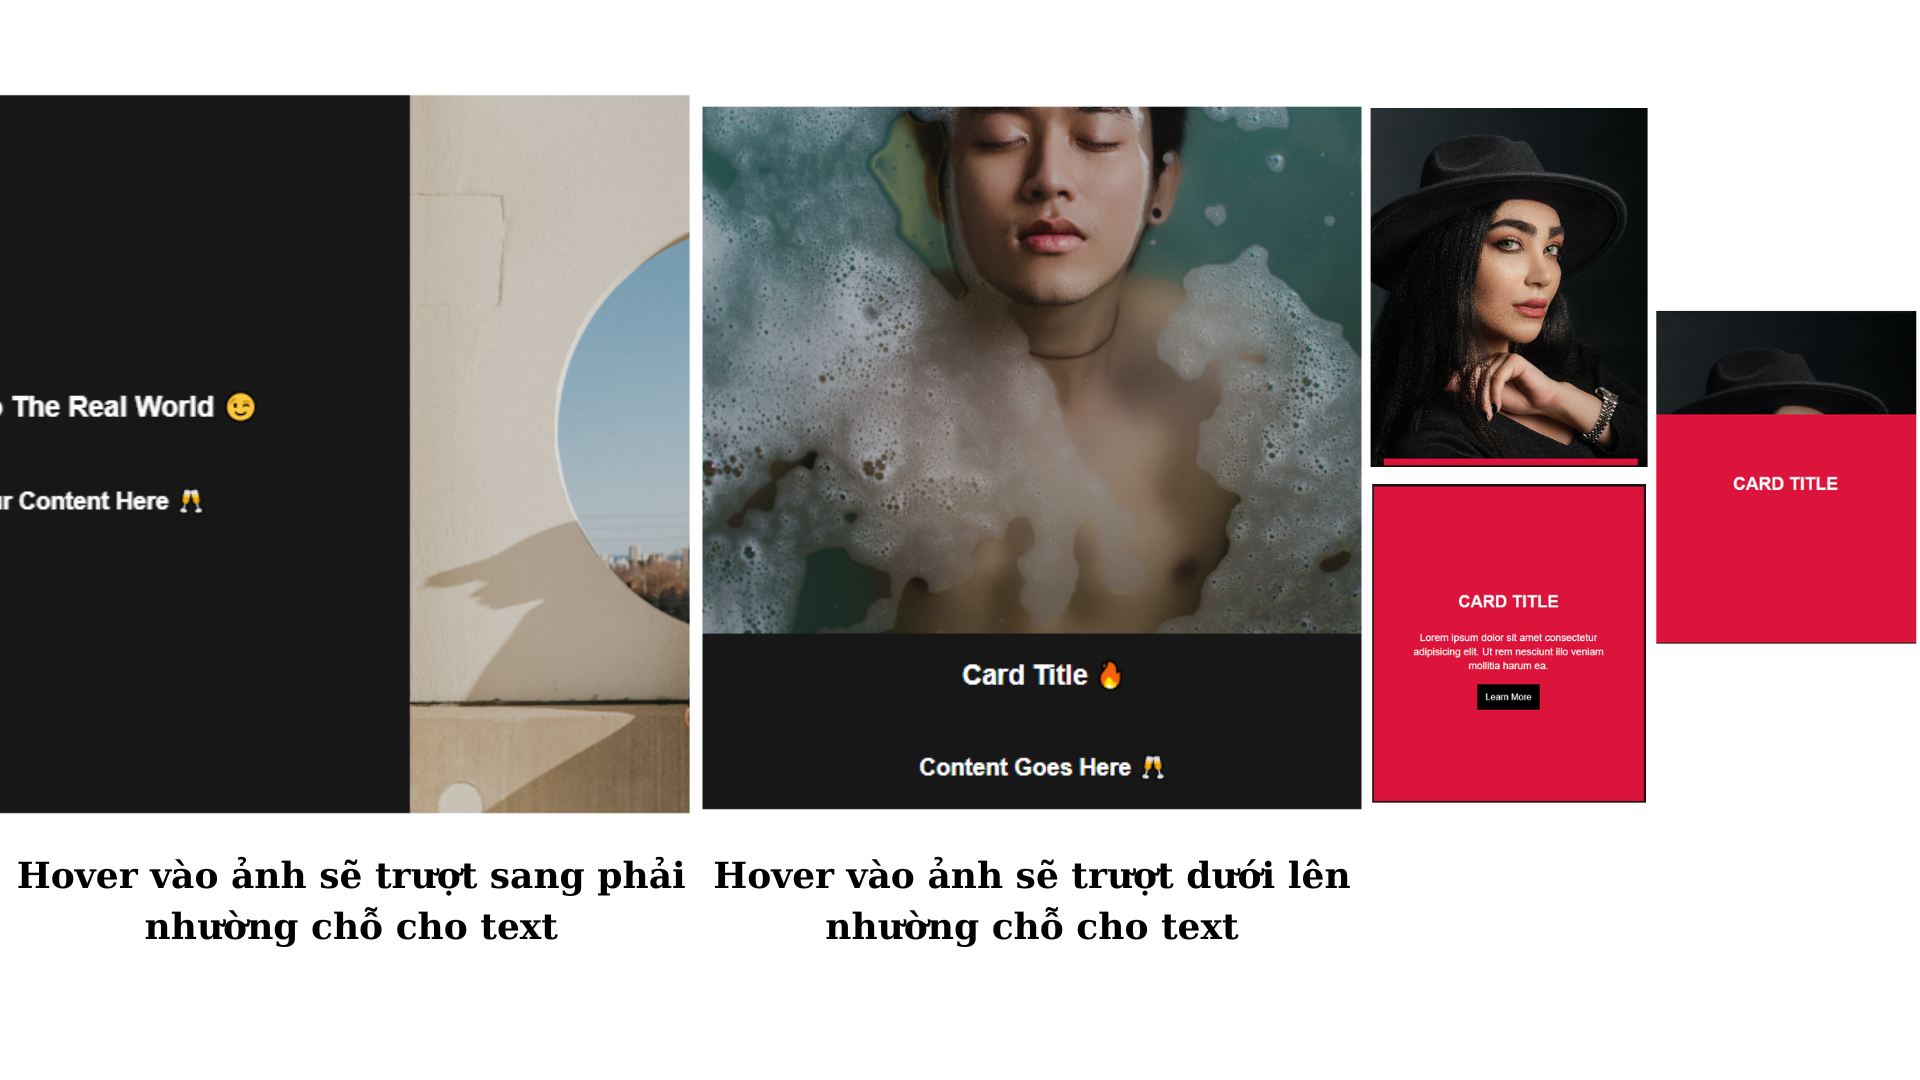 The Real World 😉
Content Here 🥂
Card Title 🔥
Content Goes Here 🥂
CARD TITLE
CARD TITLE
Lorem ipsum dolor sit amet consectetur
adipisicing elit. Ut rem nesciunt illo veniam
mollitia harum ea.
Learn More
Hover vào ảnh sẽ trượt sang phải
nhường chỗ cho text
Hover vào ảnh sẽ trượt dưới lên
nhường chỗ cho text